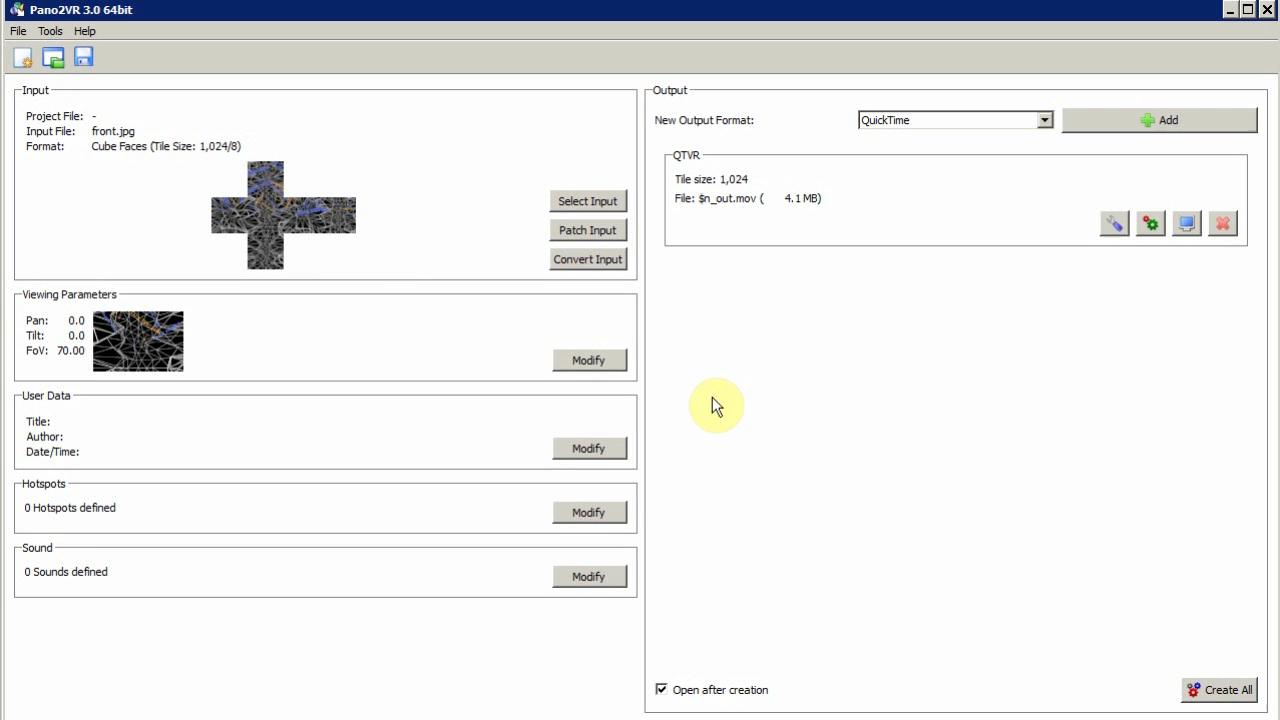 Pano2VR 3.0 64bit
File Tools Help
Input
Project File: -
Input File: front.jpg
Format: Cube Faces (Tile Size: 1,024/8)
Select Input
Patch Input
Convert Input
Viewing Parameters
Pan: 0.0
Tilt: 0.0
FoV: 70.00
Modify
User Data
Title:
Author:
Date/Time:
Modify
Hotspots
0 Hotspots defined
Modify
Sound
0 Sounds defined
Modify
Output
New Output Format: QuickTime Add
QTVR
Tile size: 1,024
File: $n_out.mov ( 4.1 MB)
Open after creation
Create All